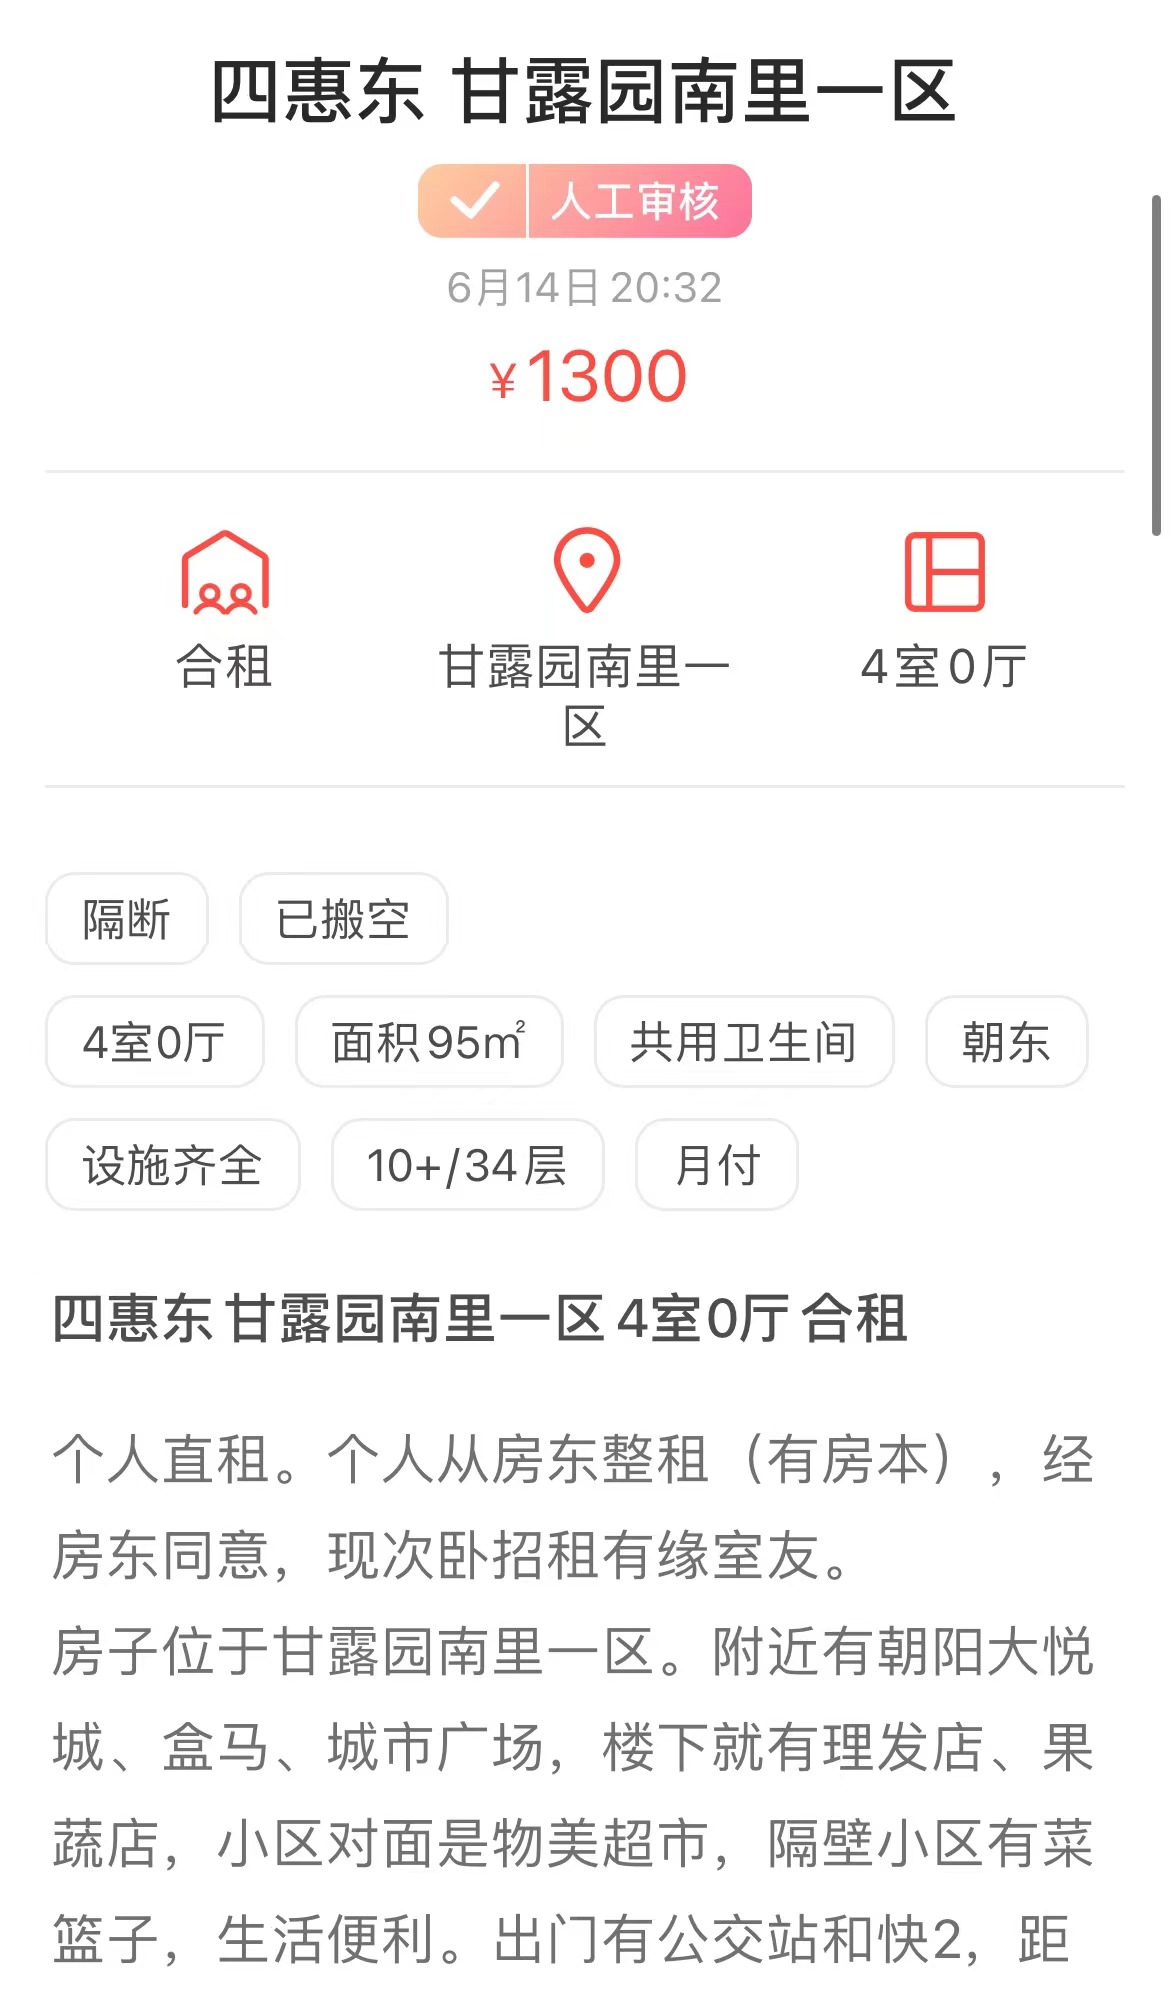 四惠东 甘露园南里一区
人工审核
6月14日 20:32
¥1300
合租
甘露园南里一
区
4室0厅
隔断
已搬空
4室0厅
面积95㎡
共用卫生间
朝东
设施齐全
10+/34层
月付
四惠东 甘露园南里一区 4室0厅 合租
个人直租。个人从房东整租（有房本），经
房东同意，现次卧招租有缘室友。
房子位于甘露园南里一区。附近有朝阳大悦
城、盒马、城市广场，楼下就有理发店、果
蔬店，小区对面是物美超市，隔壁小区有菜
篮子，生活便利。出门有公交站和快2，距